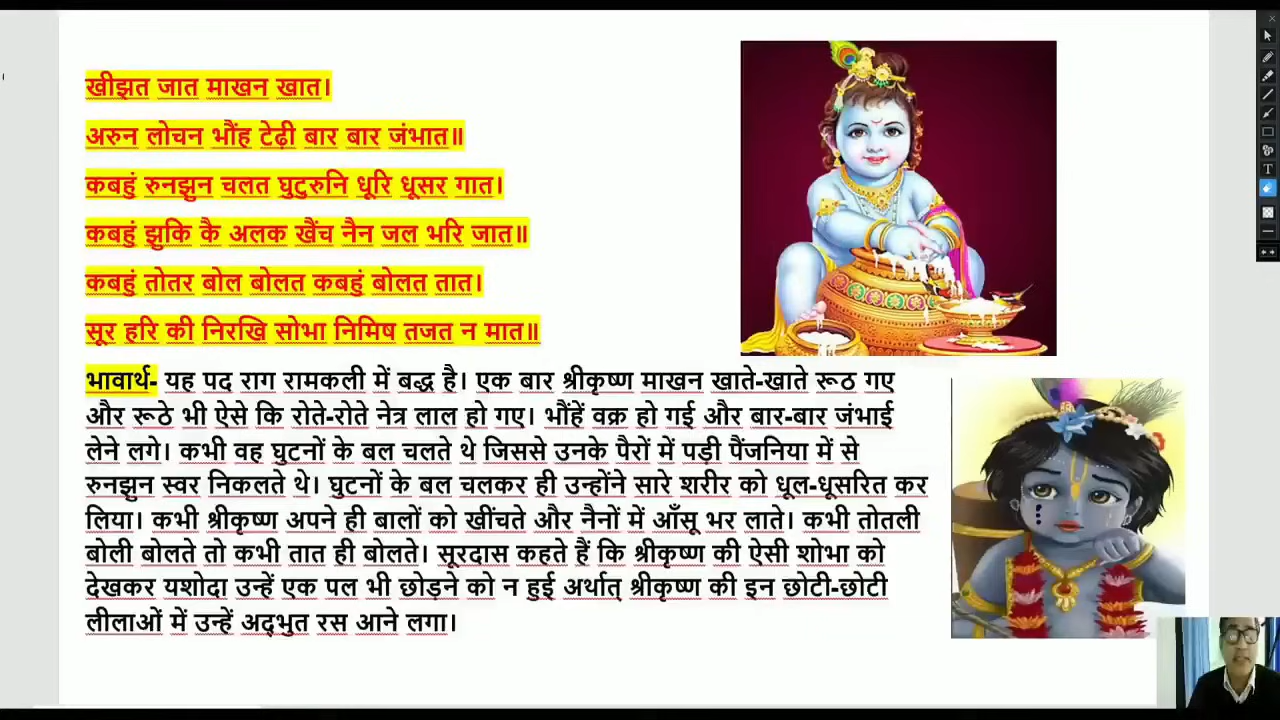 खीझत जात माखन खात।
अरुन लोचन भौंह टेढ़ी बार बार जंभात॥
कबहुं रुनझुन चलत घुटुरुनि धूरि धूसर गात।
कबहुं झुकि कै अलक खैंच नैन जल भरि जात॥
कबहुं तोतर बोल बोलत कबहुं बोलत तात।
सूर हरि की निरखि सोभा निमिष तजत न मात॥
भावार्थ- यह पद राग रामकली में बद्ध है। एक बार श्रीकृष्ण माखन खाते-खाते रूठ गए
और रूठे भी ऐसे कि रोते-रोते नेत्र लाल हो गए। भौंहें वक्र हो गई और बार-बार जंभाई
लेने लगे। कभी वह घुटनों के बल चलते थे जिससे उनके पैरों में पड़ी पैंजनिया में से
रुनझुन स्वर निकलते थे। घुटनों के बल चलकर ही उन्होंने सारे शरीर को धूल-धूसरित कर
लिया। कभी श्रीकृष्ण अपने ही बालों को खींचते और नैनों में आँसू भर लाते। कभी तोतली
बोली बोलते तो कभी तात ही बोलते। सूरदास कहते हैं कि श्रीकृष्ण की ऐसी शोभा को
देखकर यशोदा उन्हें एक पल भी छोड़ने को न हुई अर्थात् श्रीकृष्ण की इन छोटी-छोटी
लीलाओं में उन्हें अद्भुत रस आने लगा।